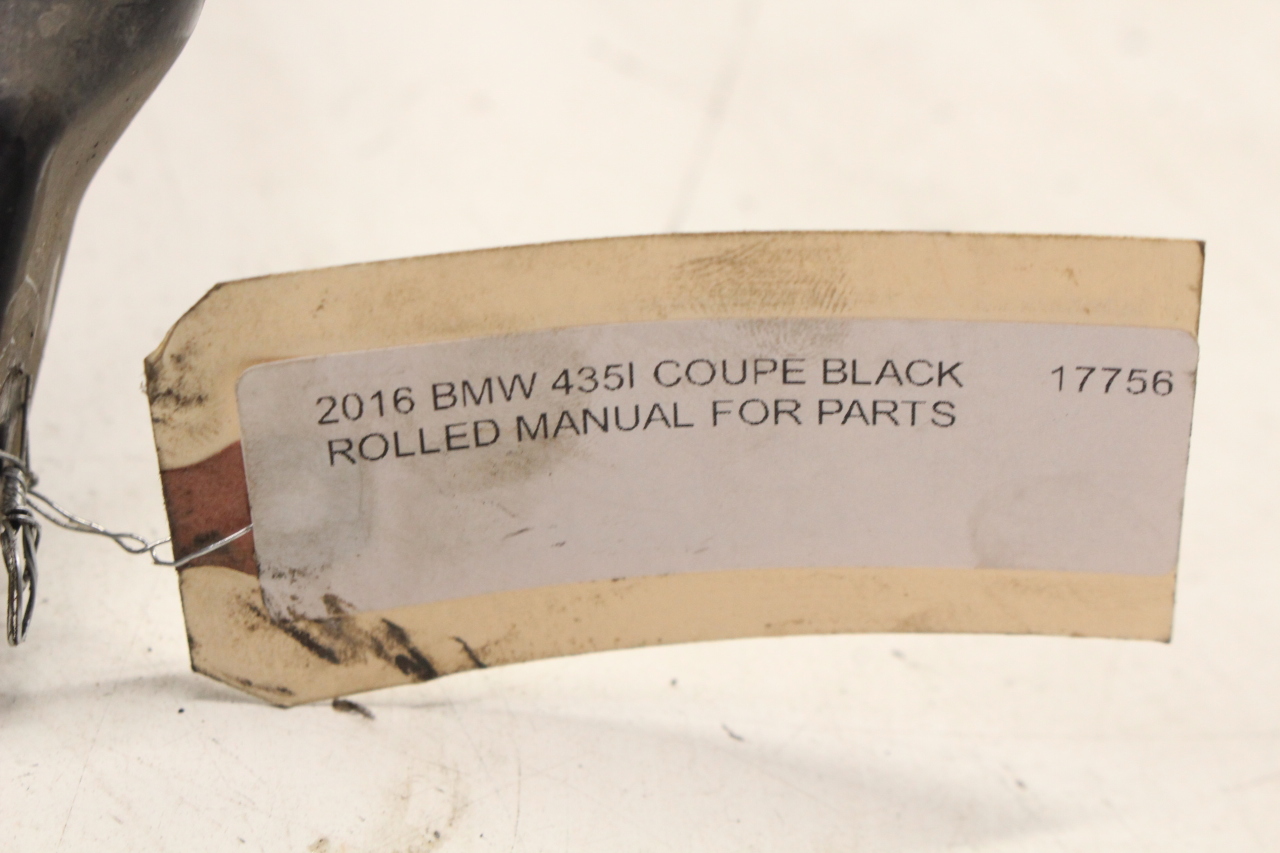 2016 BMW 435I COUPE BLACK 17756
ROLLED MANUAL FOR PARTS